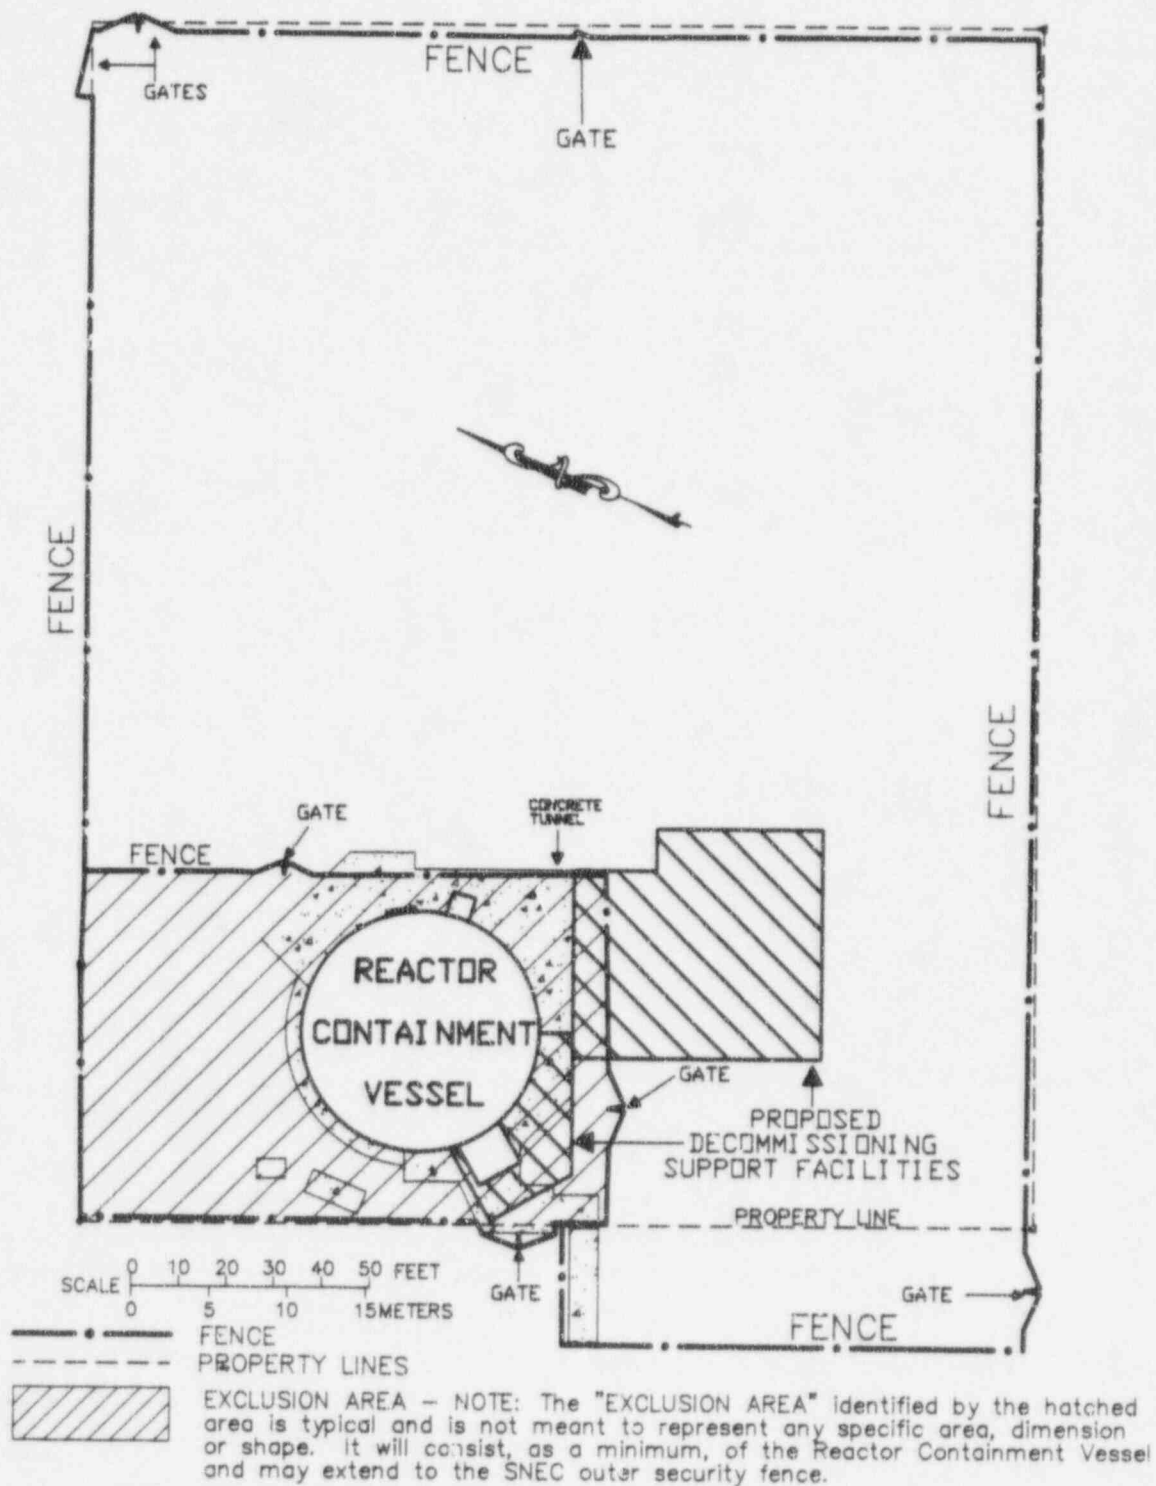 FENCE
GATES
GATE
FENCE
FENCE
GATE
CONCRETE
TUNNEL
FENCE
REACTOR
CONTAINMENT
VESSEL
GATE
PROPOSED
DECOMMISSIONING
SUPPORT FACILITIES
PROPERTY LINE
0 10 20 30 40 50 FEET
SCALE
0 5 10 15 METERS
GATE
GATE
FENCE
FENCE
PROPERTY LINES
EXCLUSION AREA – NOTE: The "EXCLUSION AREA" identified by the hatched
area is typical and is not meant to represent any specific area, dimension
or shape. It will consist, as a minimum, of the Reactor Containment Vessel
and may extend to the SNEC outer security fence.